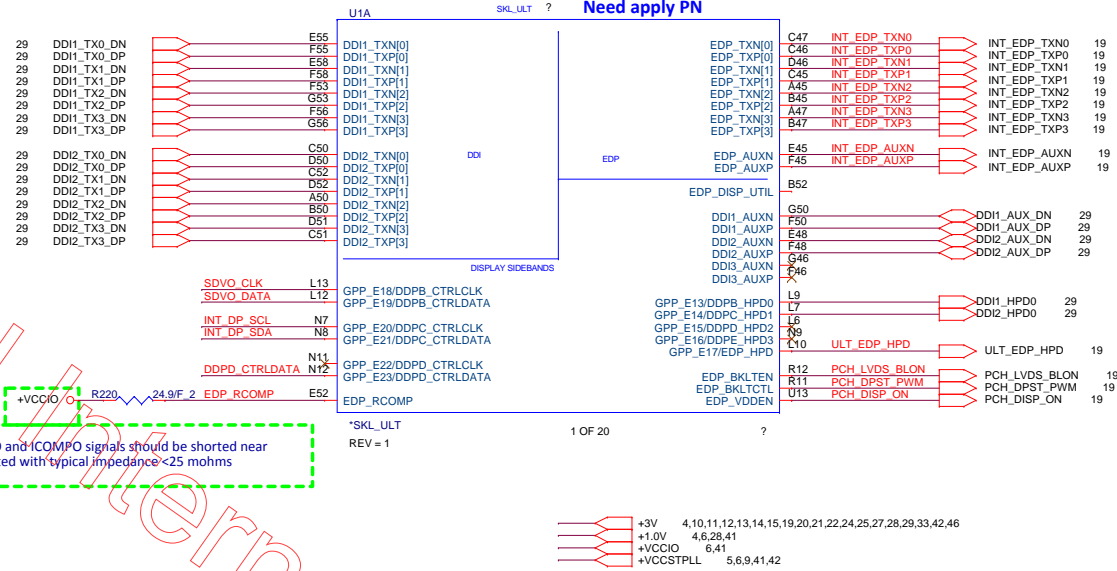 U1A
SKL_ULT ?
Need apply PN
29 DDI1_TX0_DN E55 DDI1_TXN[0] EDP_TXN[0] C47 INT_EDP_TXN0 INT_EDP_TXN0 19
29 DDI1_TX0_DP F55 DDI1_TXP[0] EDP_TXP[0] C46 INT_EDP_TXP0 INT_EDP_TXP0 19
29 DDI1_TX1_DN E58 DDI1_TXN[1] EDP_TXN[1] D46 INT_EDP_TXN1 INT_EDP_TXN1 19
29 DDI1_TX1_DP F58 DDI1_TXP[1] EDP_TXP[1] C45 INT_EDP_TXP1 INT_EDP_TXP1 19
29 DDI1_TX2_DN F53 DDI1_TXN[2] EDP_TXN[2] A45 INT_EDP_TXN2 INT_EDP_TXN2 19
29 DDI1_TX2_DP G53 DDI1_TXP[2] EDP_TXP[2] B45 INT_EDP_TXP2 INT_EDP_TXP2 19
29 DDI1_TX3_DN F56 DDI1_TXN[3] EDP_TXN[3] A47 INT_EDP_TXN3 INT_EDP_TXN3 19
29 DDI1_TX3_DP G56 DDI1_TXP[3] EDP_TXP[3] B47 INT_EDP_TXP3 INT_EDP_TXP3 19
29 DDI2_TX0_DN C50 DDI2_TXN[0] DDI EDP EDP_AUXN E45 INT_EDP_AUXN INT_EDP_AUXN 19
29 DDI2_TX0_DP D50 DDI2_TXP[0] EDP_AUXP F45 INT_EDP_AUXP INT_EDP_AUXP 19
29 DDI2_TX1_DN C52 DDI2_TXN[1]
29 DDI2_TX1_DP D52 DDI2_TXP[1] EDP_DISP_UTIL B52
29 DDI2_TX2_DN A50 DDI2_TXN[2]
29 DDI2_TX2_DP B50 DDI2_TXP[2] DDI1_AUXN G50 DDI1_AUX_DN 29
29 DDI2_TX3_DN D51 DDI2_TXN[3] DDI1_AUXP F50 DDI1_AUX_DP 29
29 DDI2_TX3_DP C51 DDI2_TXP[3] DDI2_AUXN E48 DDI2_AUX_DN 29
DDI2_AUXP F48 DDI2_AUX_DP 29
DDI3_AUXN G46
DISPLAY SIDEBANDS
DDI3_AUXP F46
SDVO_CLK L13 GPP_E18/DDPB_CTRLCLK
SDVO_DATA L12 GPP_E19/DDPB_CTRLDATA GPP_E13/DDPB_HPD0 L9 DDI1_HPD0 29
GPP_E14/DDPC_HPD1 L7 DDI2_HPD0 29
INT_DP_SCL N7 GPP_E20/DDPC_CTRLCLK GPP_E15/DDPD_HPD2 L6
INT_DP_SDA N8 GPP_E21/DDPC_CTRLDATA GPP_E16/DDPE_HPD3 N9
GPP_E17/EDP_HPD L10 ULT_EDP_HPD ULT_EDP_HPD 19
N11 GPP_E22/DDPD_CTRLCLK
DDPD_CTRLDATA N12 GPP_E23/DDPD_CTRLDATA EDP_BKLTEN R12 PCH_LVDS_BLON PCH_LVDS_BLON 19
EDP_BKLTCTL R11 PCH_DPST_PWM PCH_DPST_PWM 19
+VCCIO R220 24.9/F_2 EDP_RCOMP E52 EDP_RCOMP EDP_VDDEN U13 PCH_DISP_ON PCH_DISP_ON 19
*SKL_ULT
1 OF 20 ?
REV = 1
and ICOMPO signals should be shorted near
with typical impedance <25 mohms
+3V 4,10,11,12,13,14,15,19,20,21,22,24,25,27,28,29,33,42,46
+1.0V 4,6,28,41
+VCCIO 6,41
+VCCSTPLL 5,6,9,41,42